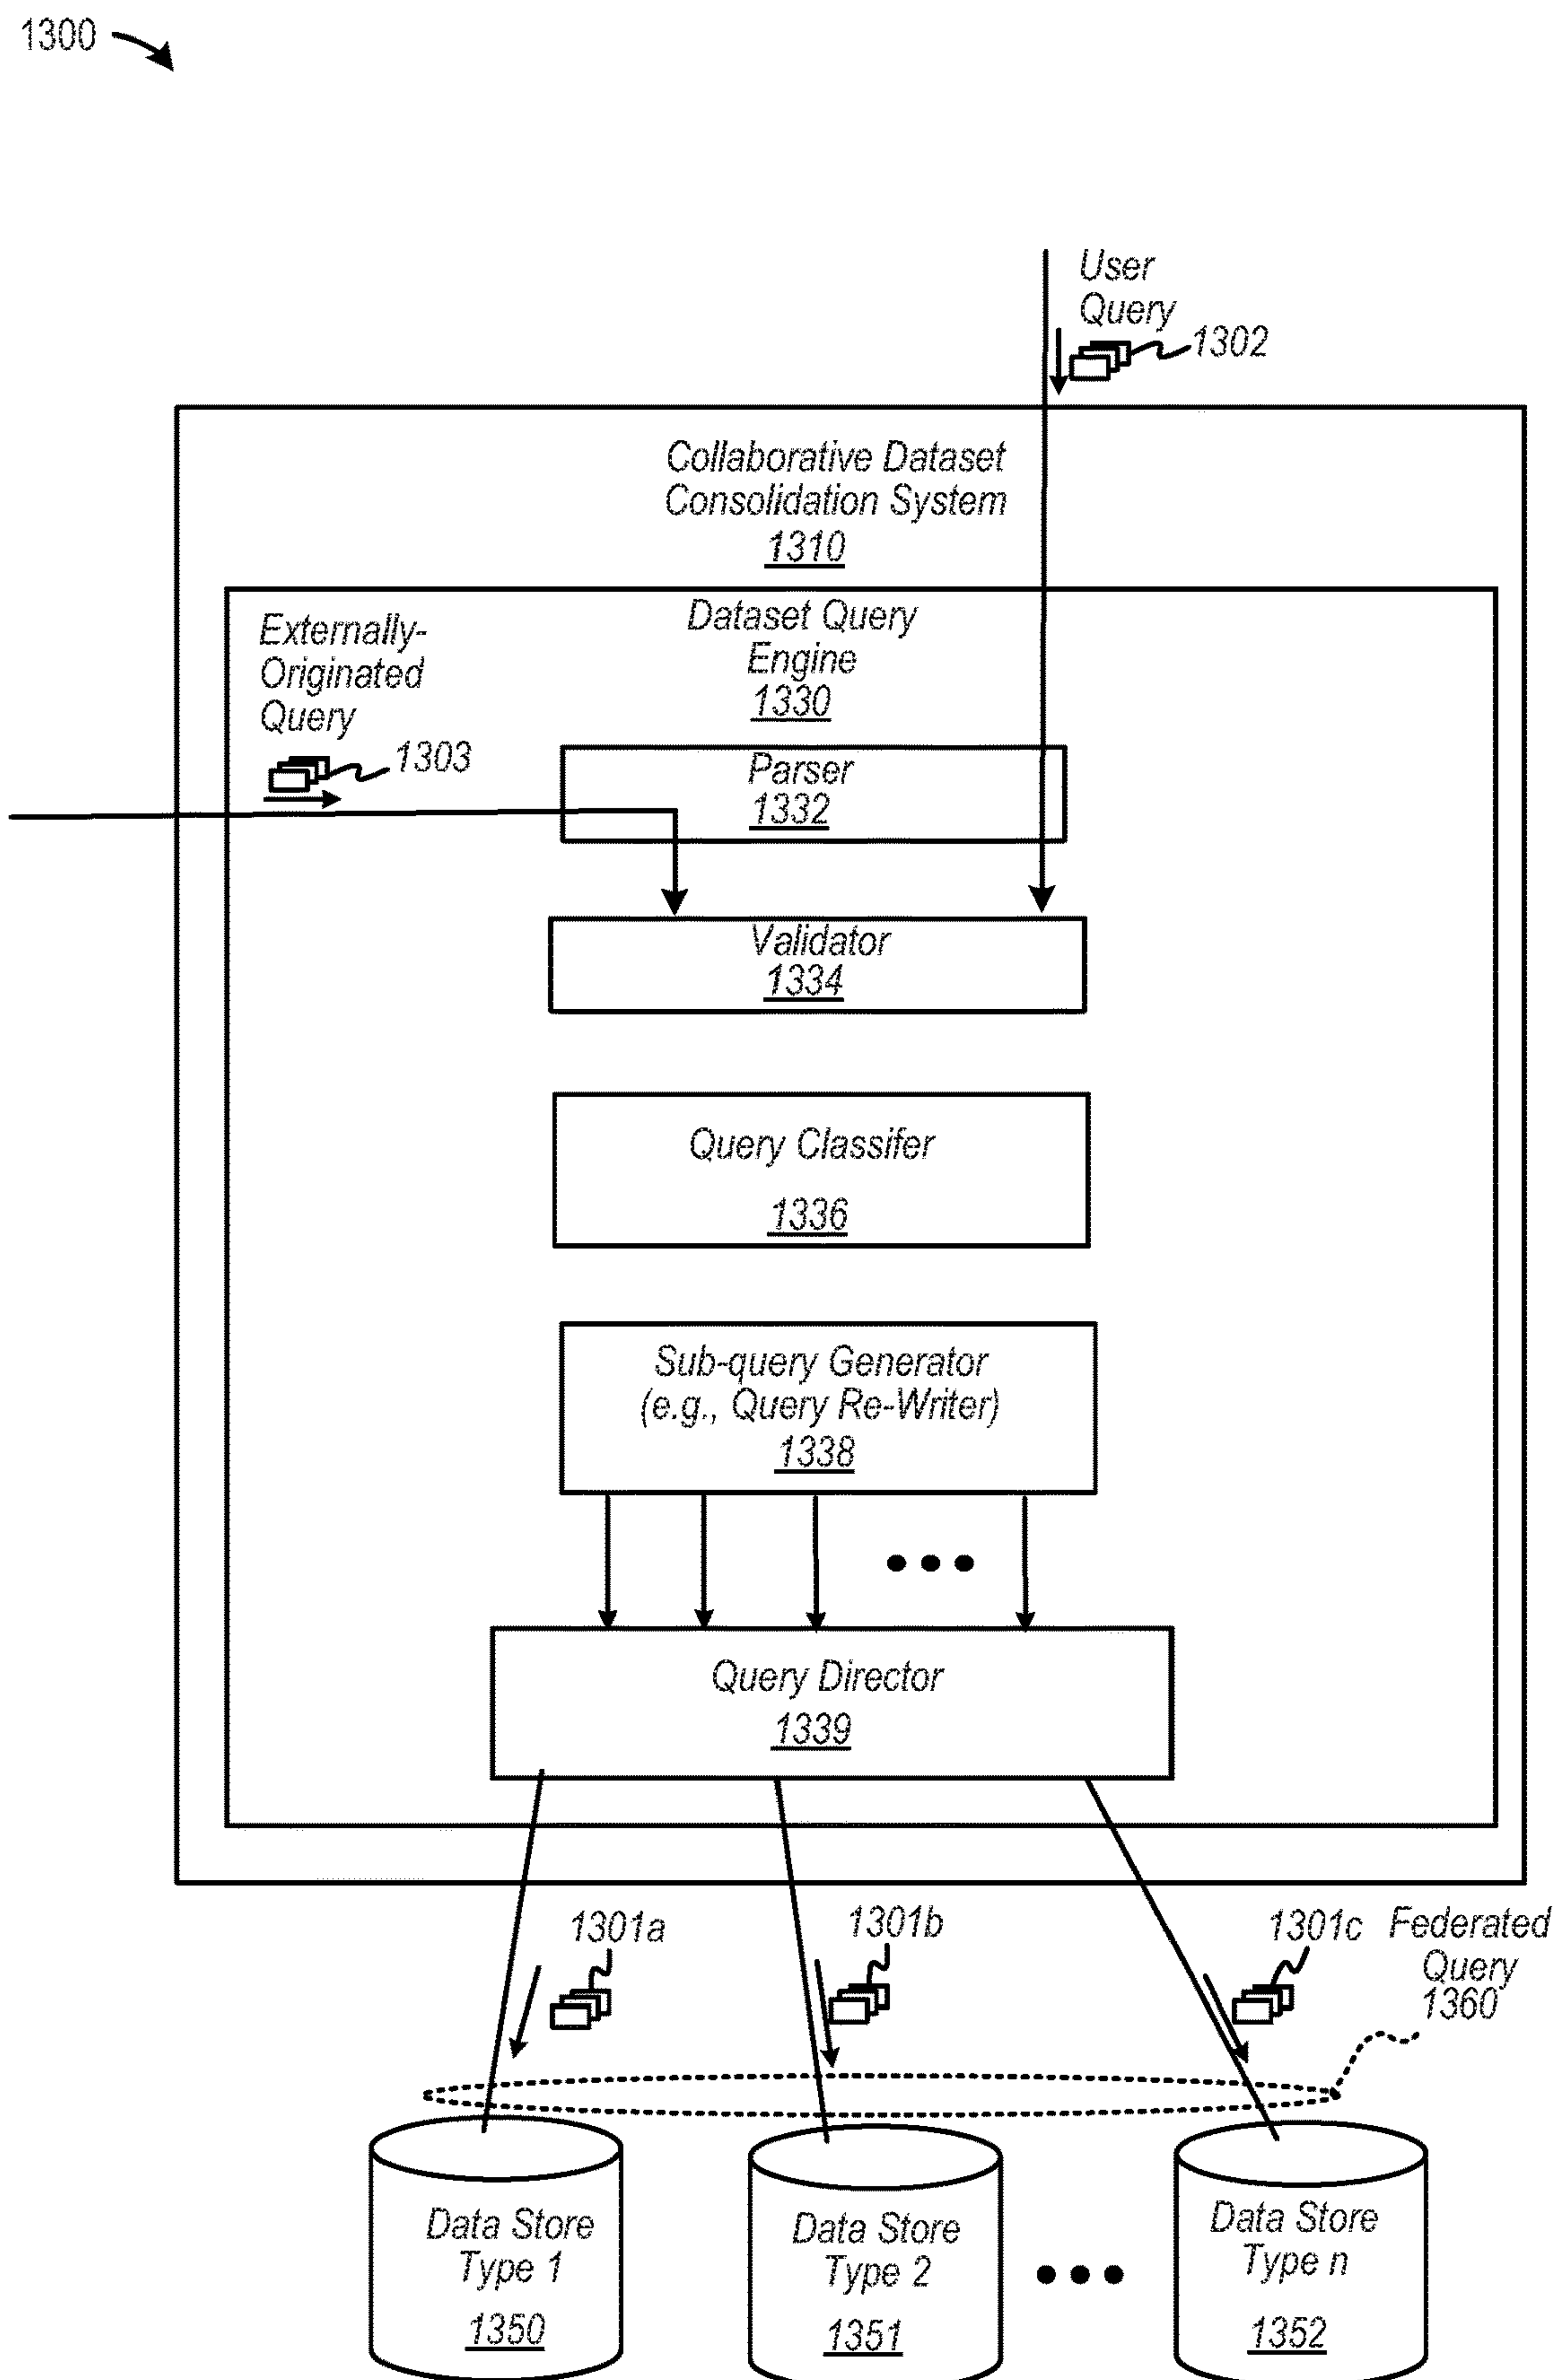 1300
User
Query
1302
Collaborative Dataset
Consolidation System
1310
Externally-
Originated
Query
1303
Dataset Query
Engine
1330
Parser
1332
Validator
1334
Query Classifer
1336
Sub-query Generator
(e.g., Query Re-Writer)
1338
Query Director
1339
1301a
1301b
1301c
Federated
Query
1360
Data Store
Type 1
1350
Data Store
Type 2
1351
Data Store
Type n
1352